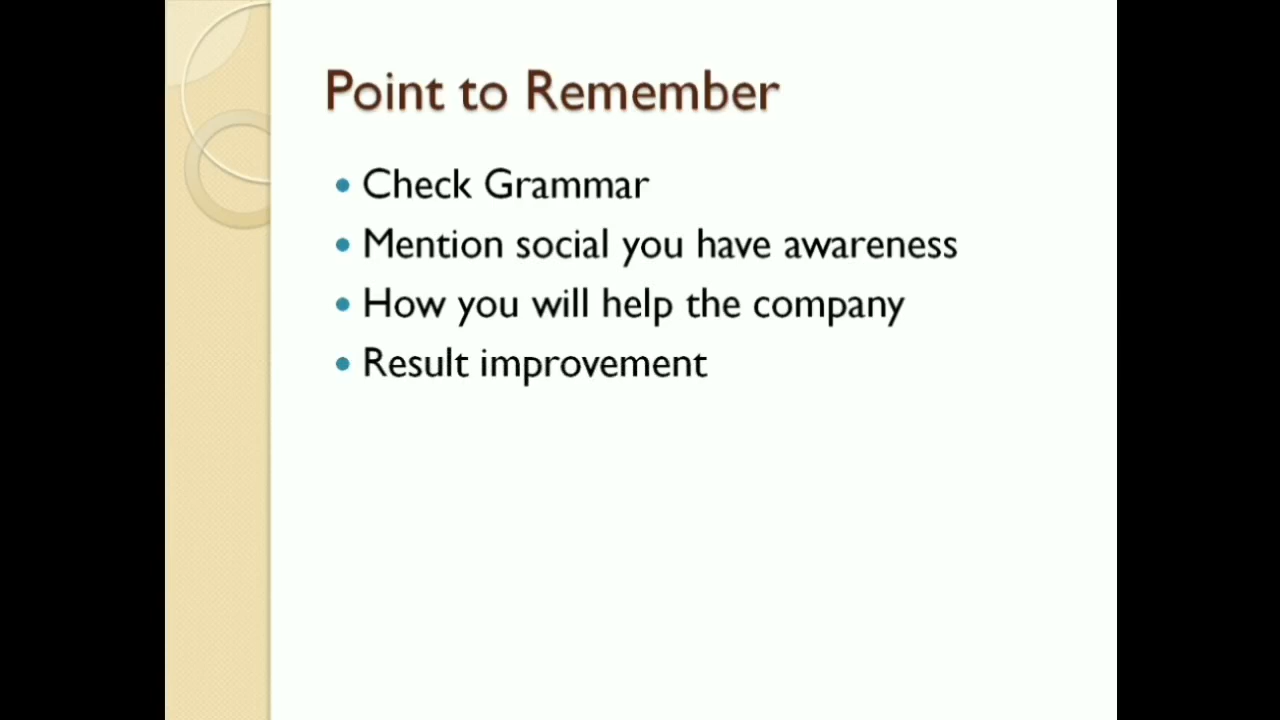 Point to Remember
Check Grammar
Mention social you have awareness
How you will help the company
Result improvement